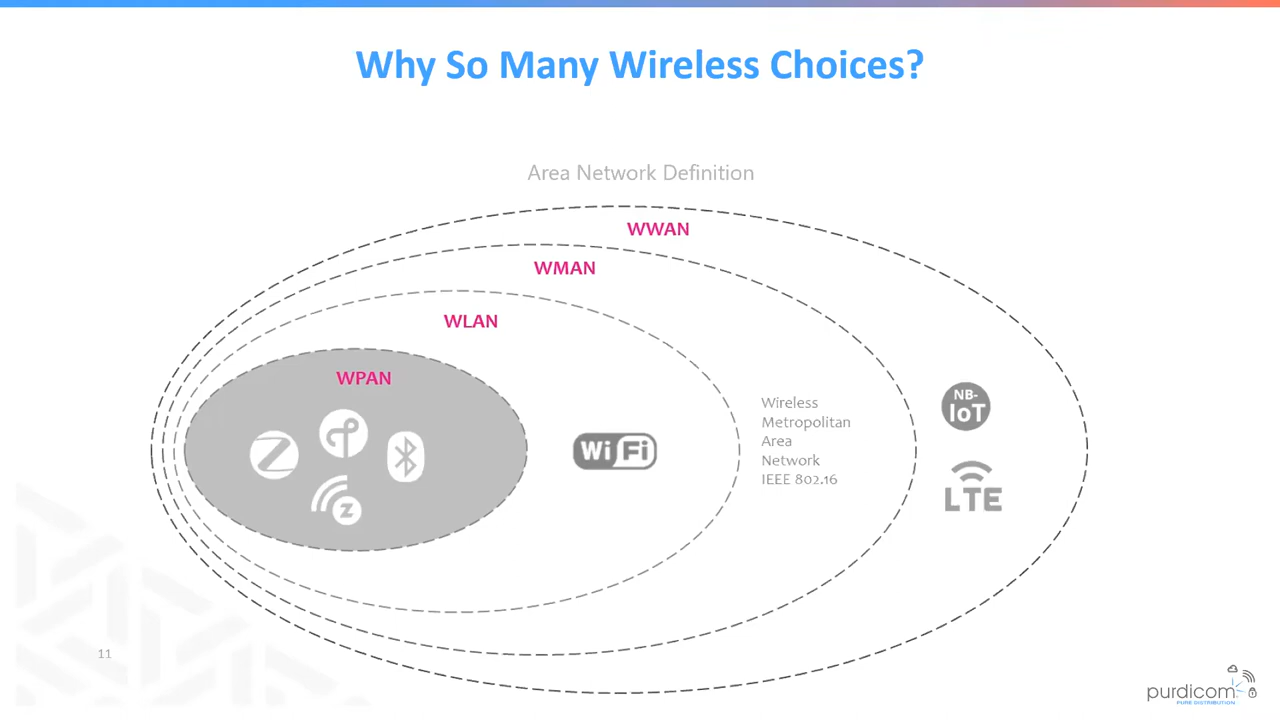 Why So Many Wireless Choices?
Area Network Definition
WWAN
WMAN
WLAN
WPAN
Wi Fi
Wireless
Metropolitan
Area
Network
IEEE 802.16
NB-
IoT
LTE
z
11
purdicom
PURE DISTRIBUTION